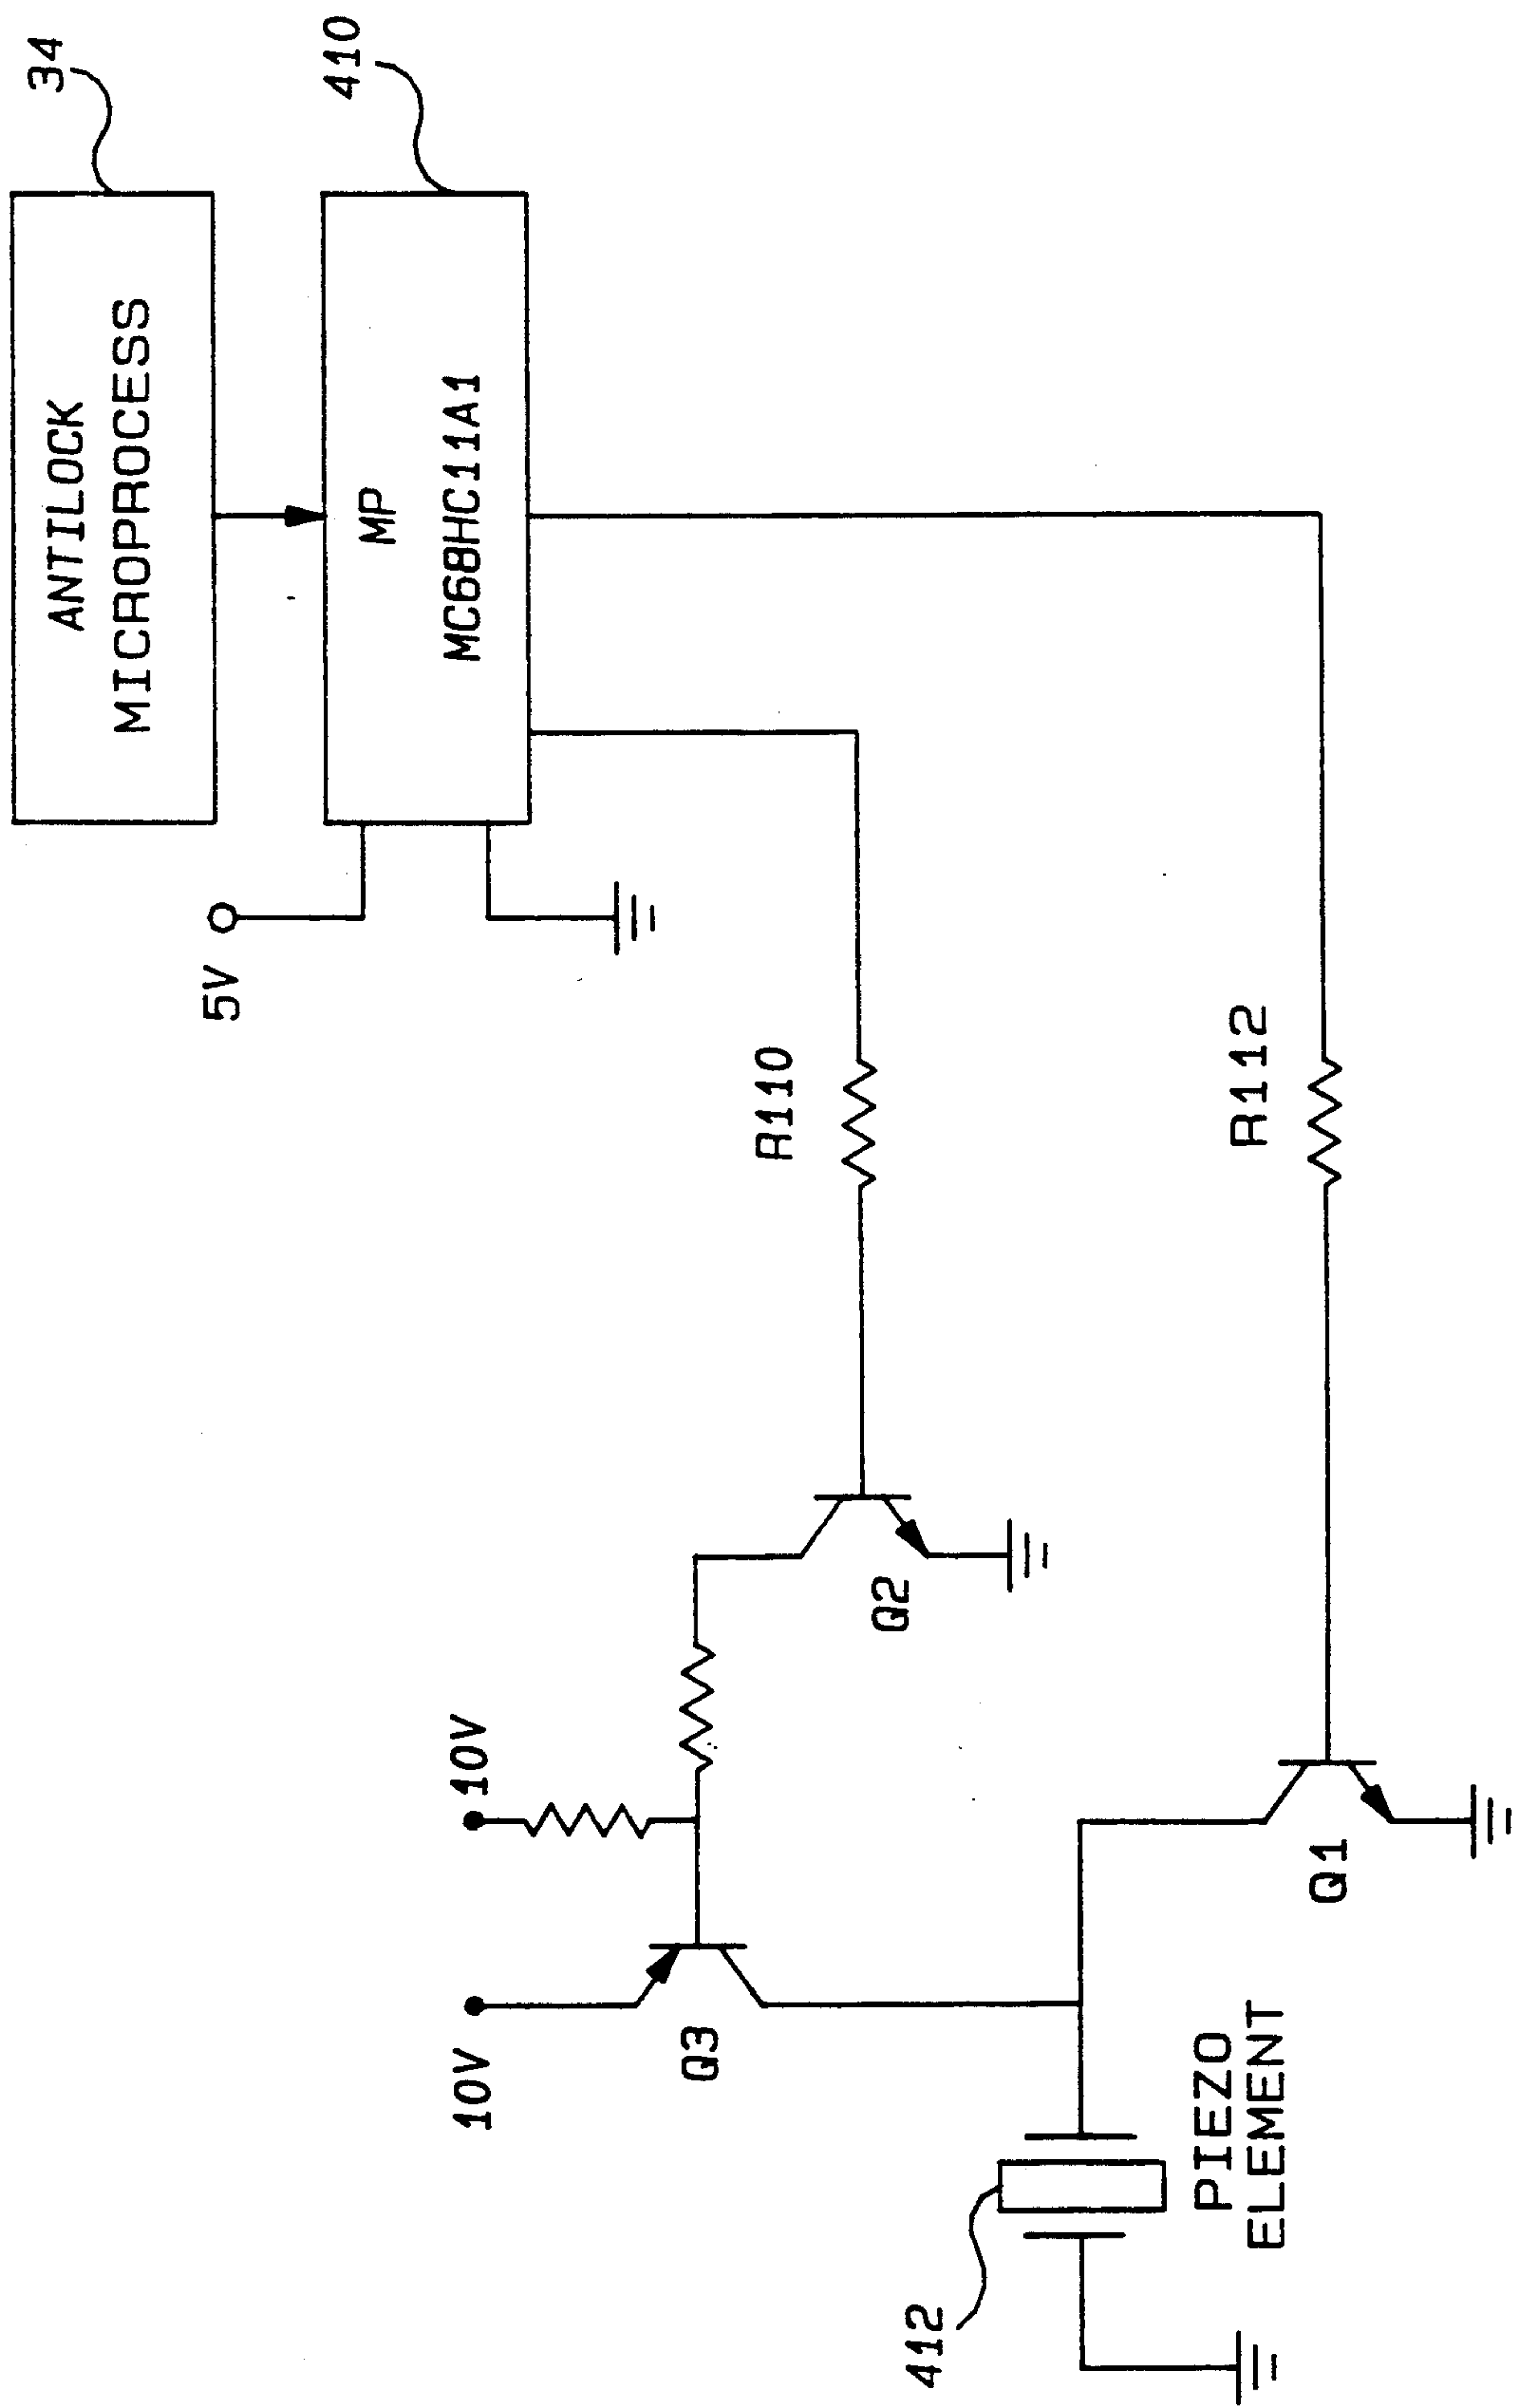 ANTILOCK
MICROPROCESS
34
5V
MP
MC68HC11A1
410
10V
10V
Q3
R110
Q2
412
PIEZO
ELEMENT
R112
Q1